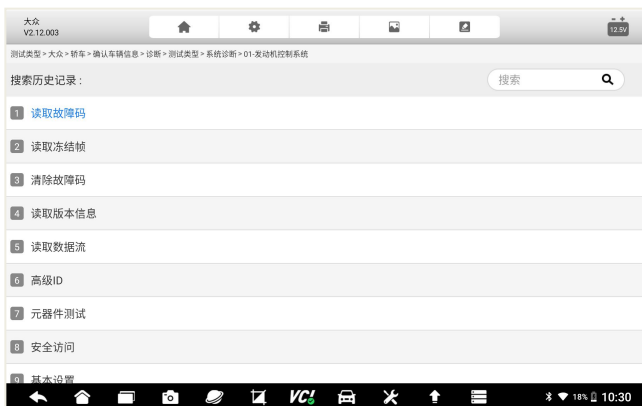 大众
V2.12.003
12.5V
测试类型>大众>轿车>确认车辆信息>诊断>测试类型>系统诊断>01-发动机控制系统
搜索历史记录 :
搜索
1 读取故障码
2 读取冻结帧
3 清除故障码
4 读取版本信息
5 读取数据流
6 高级ID
7 元器件测试
8 安全访问
9 基本设置
VCI 18% 10:30